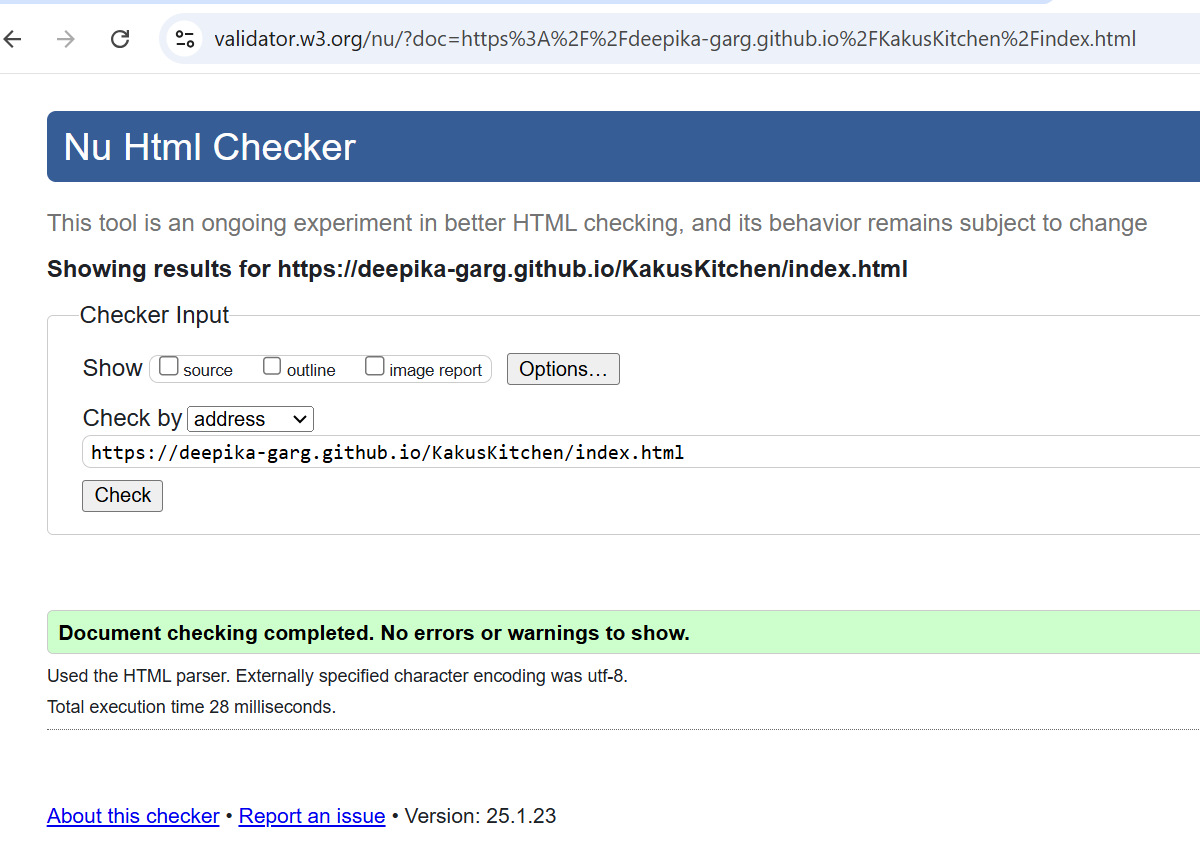 validator.w3.org/nu/?doc=https%3A%2F%2Fdeepika-garg.github.io%2FKakusKitchen%2Findex.html
Nu Html Checker
This tool is an ongoing experiment in better HTML checking, and its behavior remains subject to change
Showing results for https://deepika-garg.github.io/KakusKitchen/index.html
Checker Input
Show source outline image report Options...
Check by address
https://deepika-garg.github.io/KakusKitchen/index.html
Check
Document checking completed. No errors or warnings to show.
Used the HTML parser. Externally specified character encoding was utf-8.
Total execution time 28 milliseconds.
About this checker • Report an issue • Version: 25.1.23